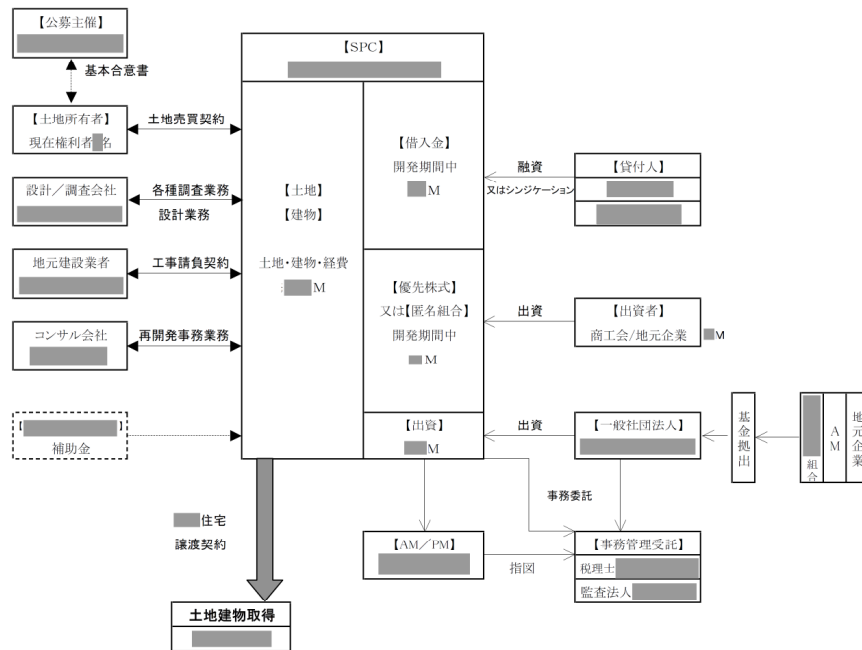 【公募主催】
基本合意書
【土地所有者】
現在権利者 名
土地売買契約
設計／調査会社
各種調査業務
設計業務
地元建設業者
工事請負契約
コンサル会社
再開発事務業務
【 】
補助金
【SPC】
【土地】
【建物】
土地・建物・経費
: M
【借入金】
開発期間中
M
【優先株式】
又は【匿名組合】
開発期間中
M
【出資】
M
融資
又はシンジケーション
【貸付人】
出資
【出資者】
商工会/地元企業
M
出資
【一般社団法人】
基金拠出
組合
AM
地元企業
事務委託
住宅
譲渡契約
【AM／PM】
指図
【事務管理受託】
税理士
監査法人
土地建物取得